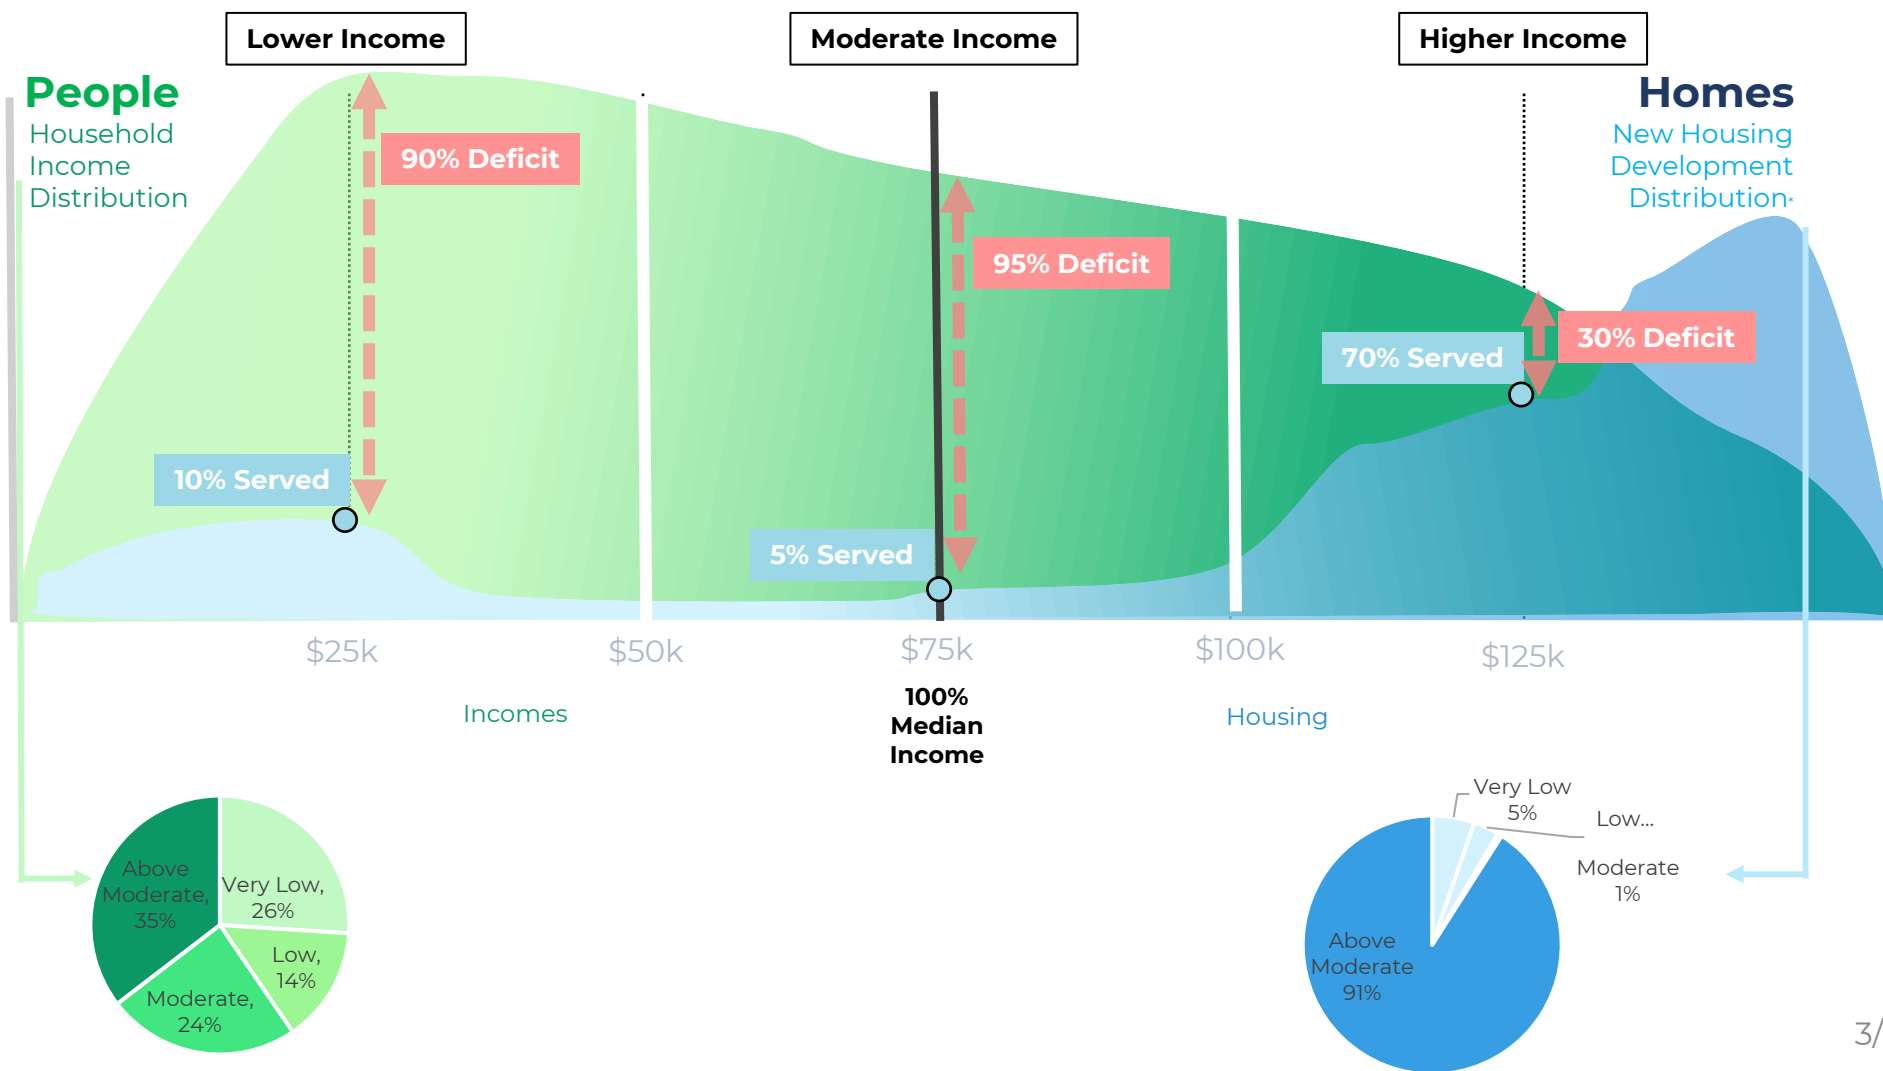 Lower Income
Moderate Income
Higher Income
People
Household
Income
Distribution
Homes
New Housing
Development
Distribution*
90% Deficit
95% Deficit
30% Deficit
70% Served
10% Served
5% Served
$25k
$50k
$75k
$100k
$125k
100%
Median
Income
Incomes
Housing
Above
Moderate,
35%
Very Low,
26%
Low,
14%
Moderate,
24%
Very Low
5%
Low...
Moderate
1%
Above
Moderate
91%
3/